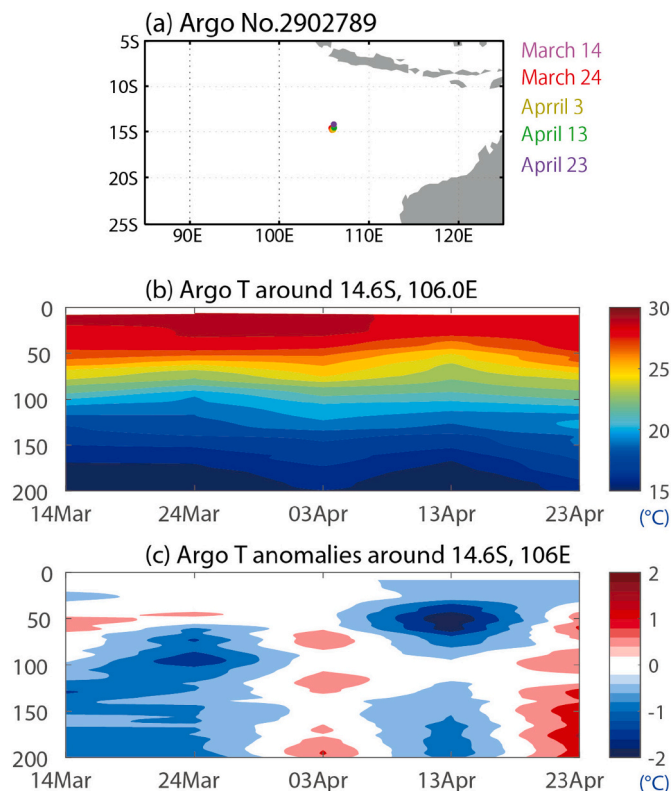 (a) Argo No.2902789
5S
10S
15S
20S
25S
90E 100E 110E 120E
March 14
March 24
Aprril 3
April 13
April 23
(b) Argo T around 14.6S, 106.0E
0
50
100
150
200
14Mar 24Mar 03Apr 13Apr 23Apr
30
25
20
15
(°C)
(c) Argo T anomalies around 14.6S, 106E
0
50
100
150
200
14Mar 24Mar 03Apr 13Apr 23Apr
2
1
0
-1
-2
(°C)